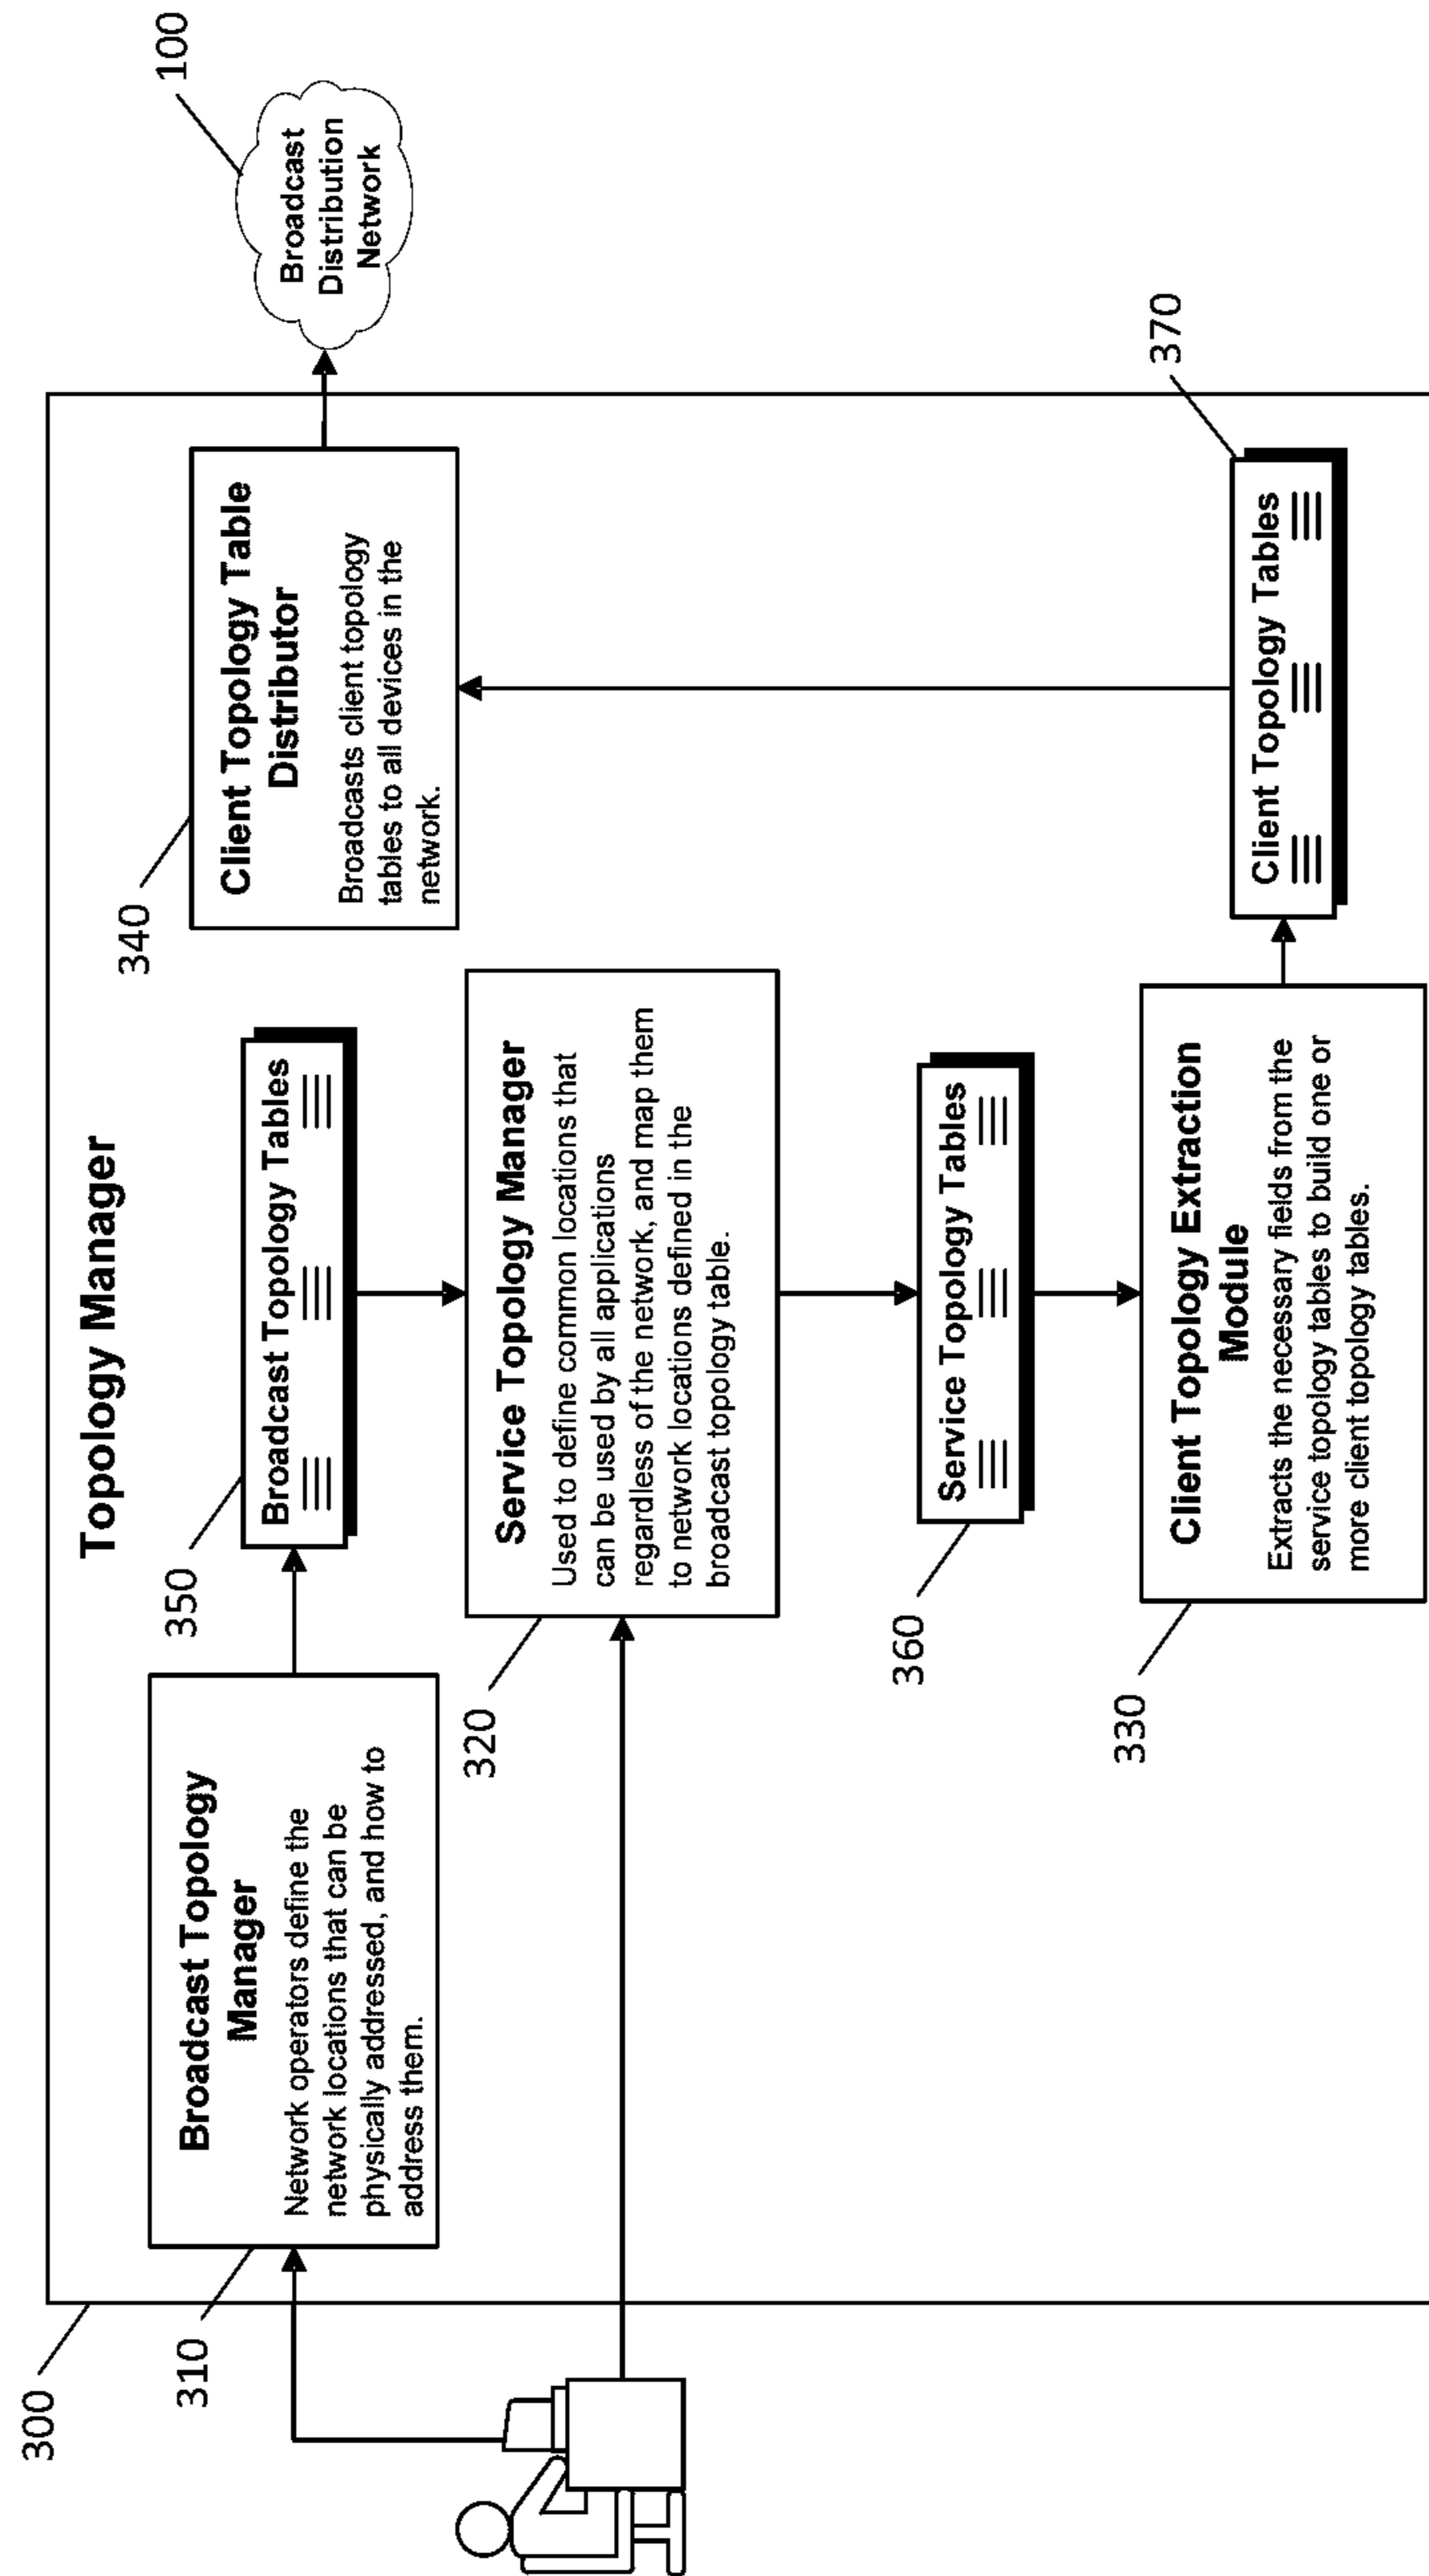 Topology Manager
300
310
Broadcast Topology
Manager
Network operators define the
network locations that can be
physically addressed, and how to
address them.
350
Broadcast Topology Tables
320
Service Topology Manager
Used to define common locations that
can be used by all applications
regardless of the network, and map them
to network locations defined in the
broadcast topology table.
360
Service Topology Tables
330
Client Topology Extraction
Module
Extracts the necessary fields from the
service topology tables to build one or
more client topology tables.
370
Client Topology Tables
340
Client Topology Table
Distributor
Broadcasts client topology
tables to all devices in the
network.
100
Broadcast
Distribution
Network